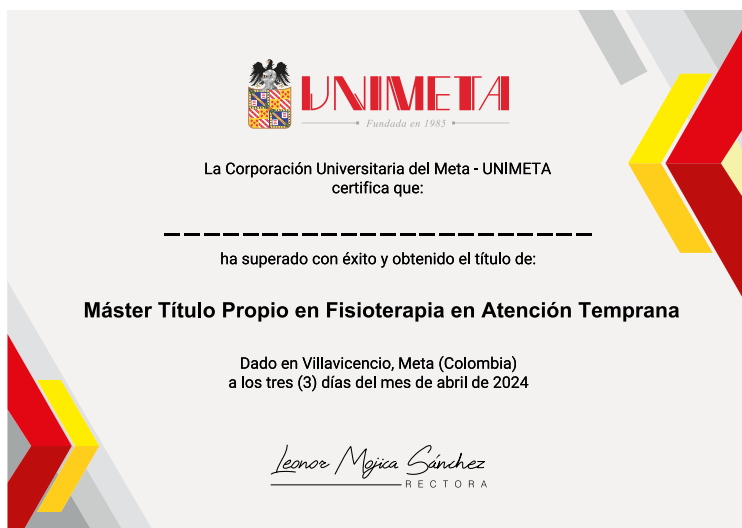 UNIMETA
Fundada en 1985
La Corporación Universitaria del Meta - UNIMETA
certifica que:
ha superado con éxito y obtenido el título de:
Máster Título Propio en Fisioterapia en Atención Temprana
Dado en Villavicencio, Meta (Colombia)
a los tres (3) días del mes de abril de 2024
Leonor Mojica Sánchez
RECTORA